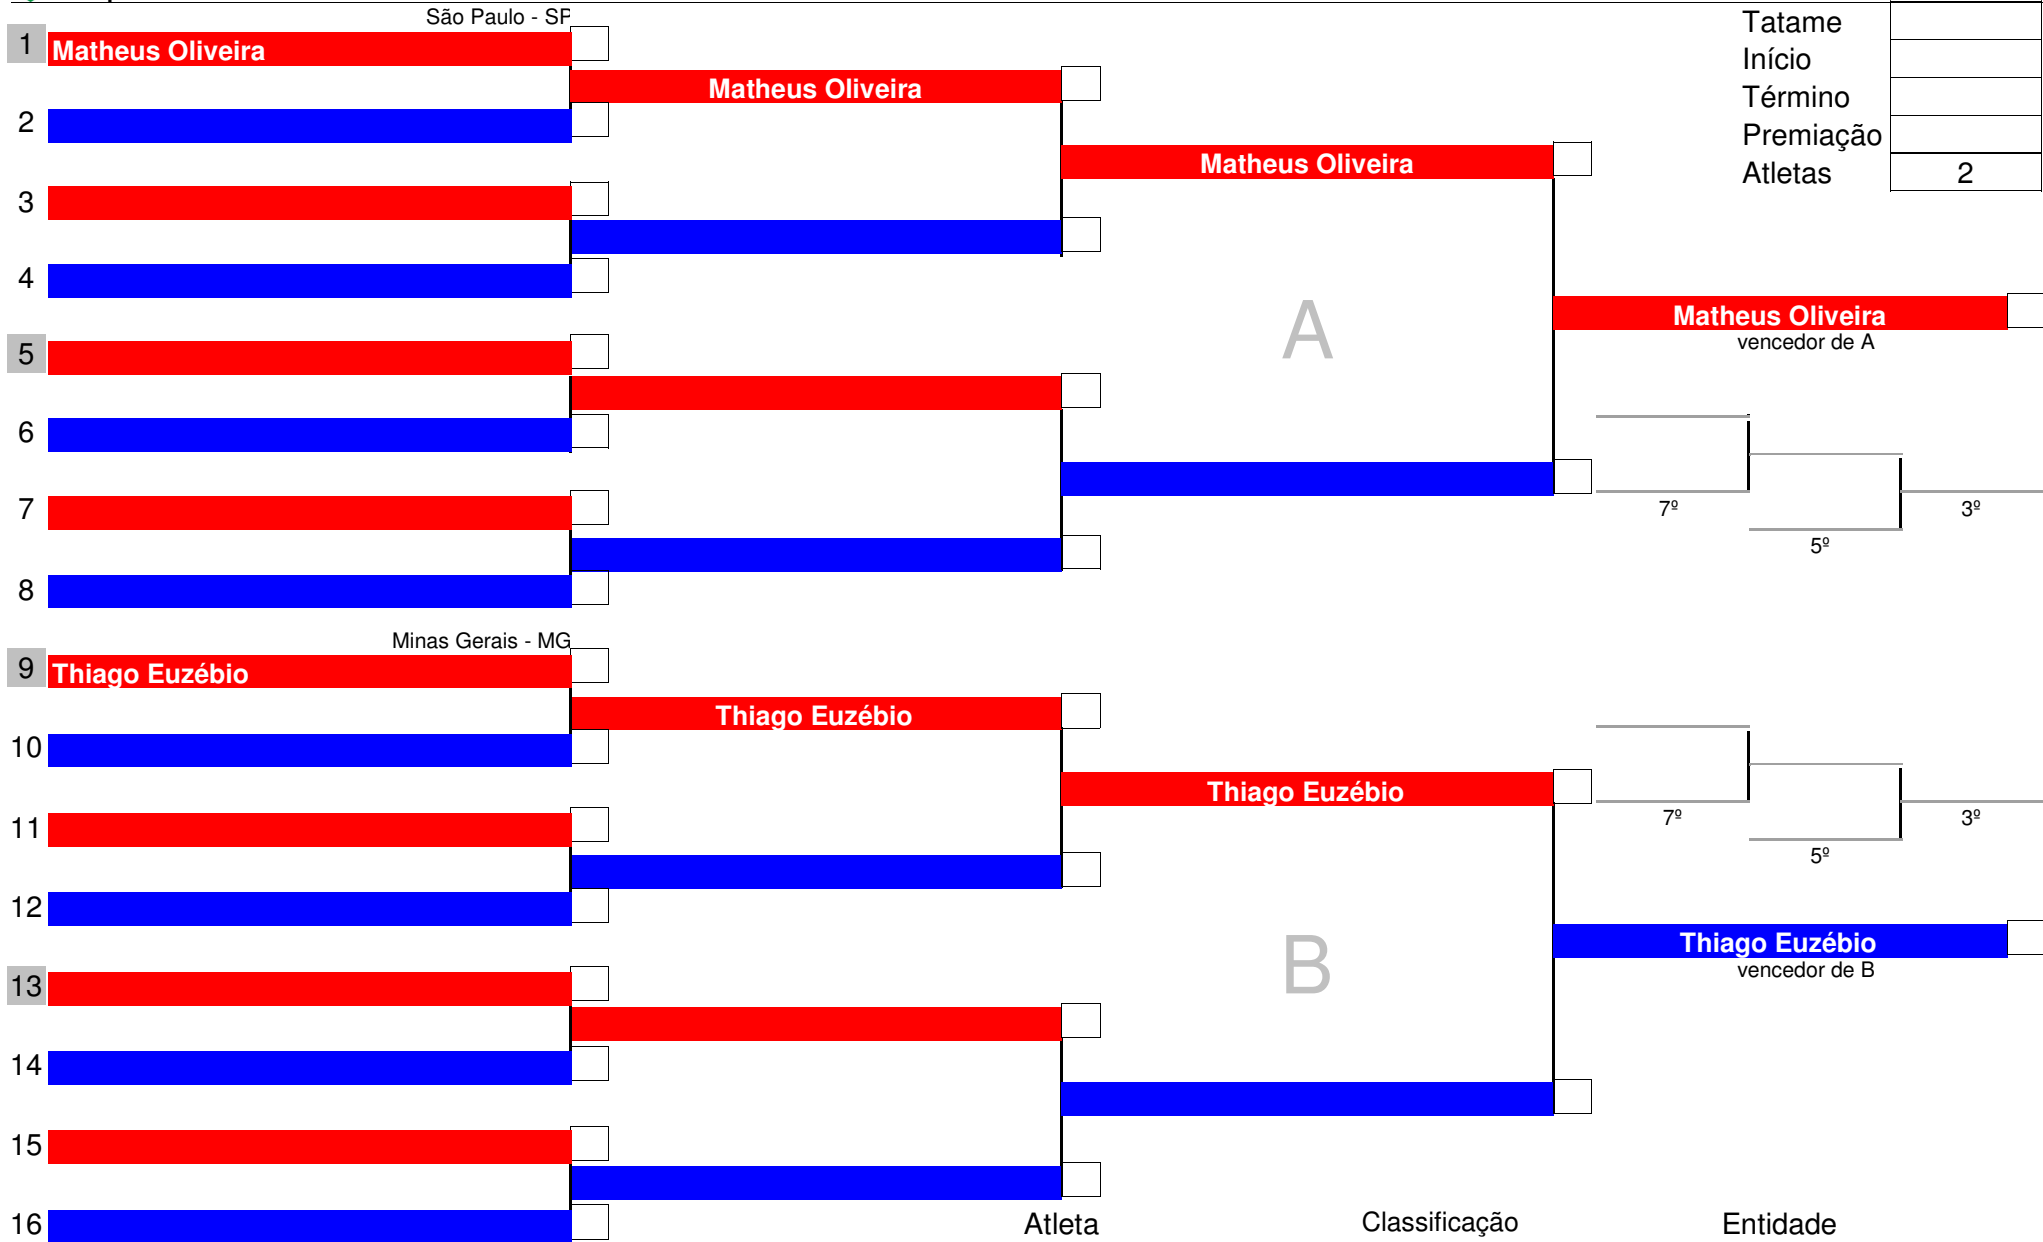 São Paulo - SP
Tatame
1 Matheus Oliveira
Início
Matheus Oliveira
Término
2
Premiação
Matheus Oliveira
Atletas 2
3
4
A
Matheus Oliveira
vencedor de A
5
6
7
7º
3º
5º
8
Minas Gerais - MG
9 Thiago Euzébio
Thiago Euzébio
10
Thiago Euzébio
7º
3º
11
5º
12
B
Thiago Euzébio
vencedor de B
13
14
15
16
Atleta Classificação Entidade